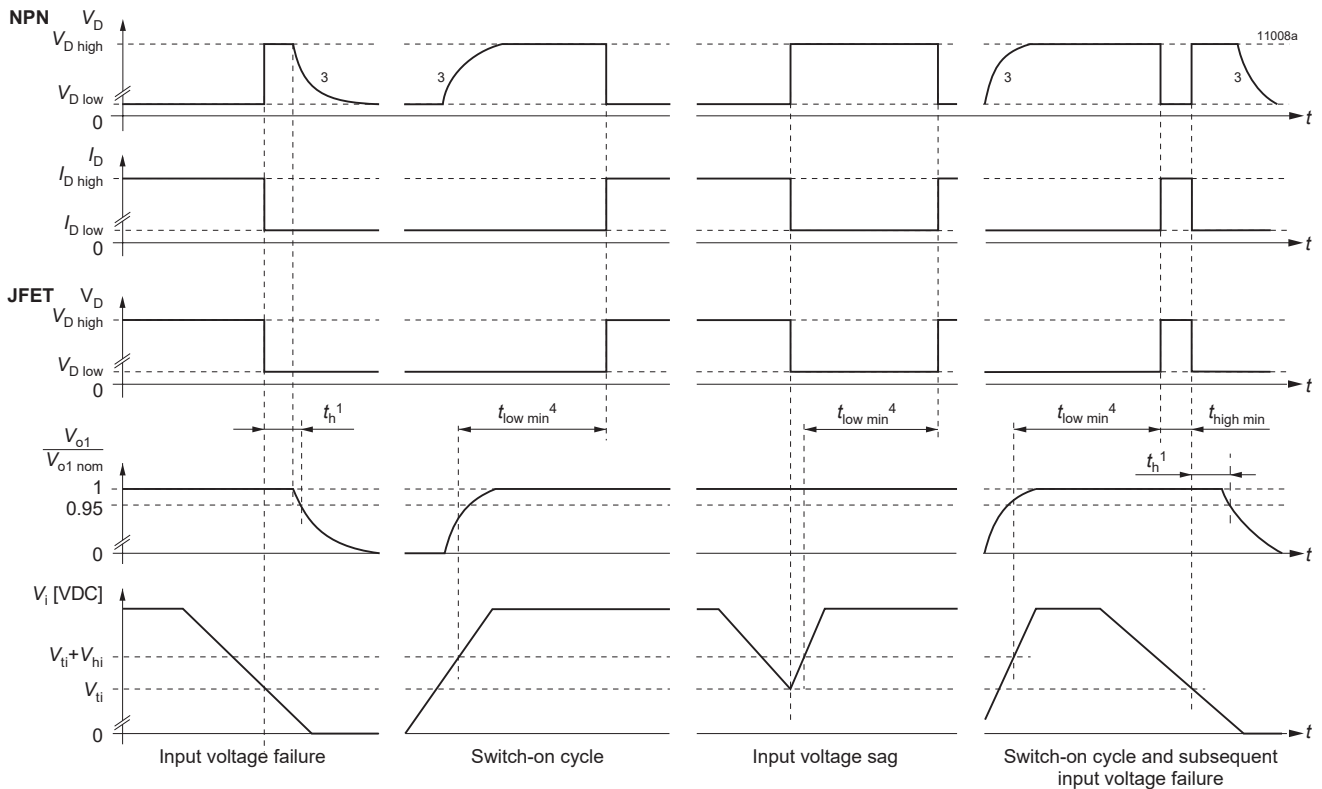 NPN
V_D
V_D high
11008a
3
3
3
3
V_D low
0
t
I_D
I_D high
I_D low
0
t
JFET
V_D
V_D high
V_D low
0
t
t_h^1
t_low min^4
t_low min^4
t_low min^4
t_high min
V_o1
V_o1 nom
t_h^1
1
0.95
0
t
V_i [VDC]
V_ti+V_hi
V_ti
0
t
Input voltage failure
Switch-on cycle
Input voltage sag
Switch-on cycle and subsequent
input voltage failure